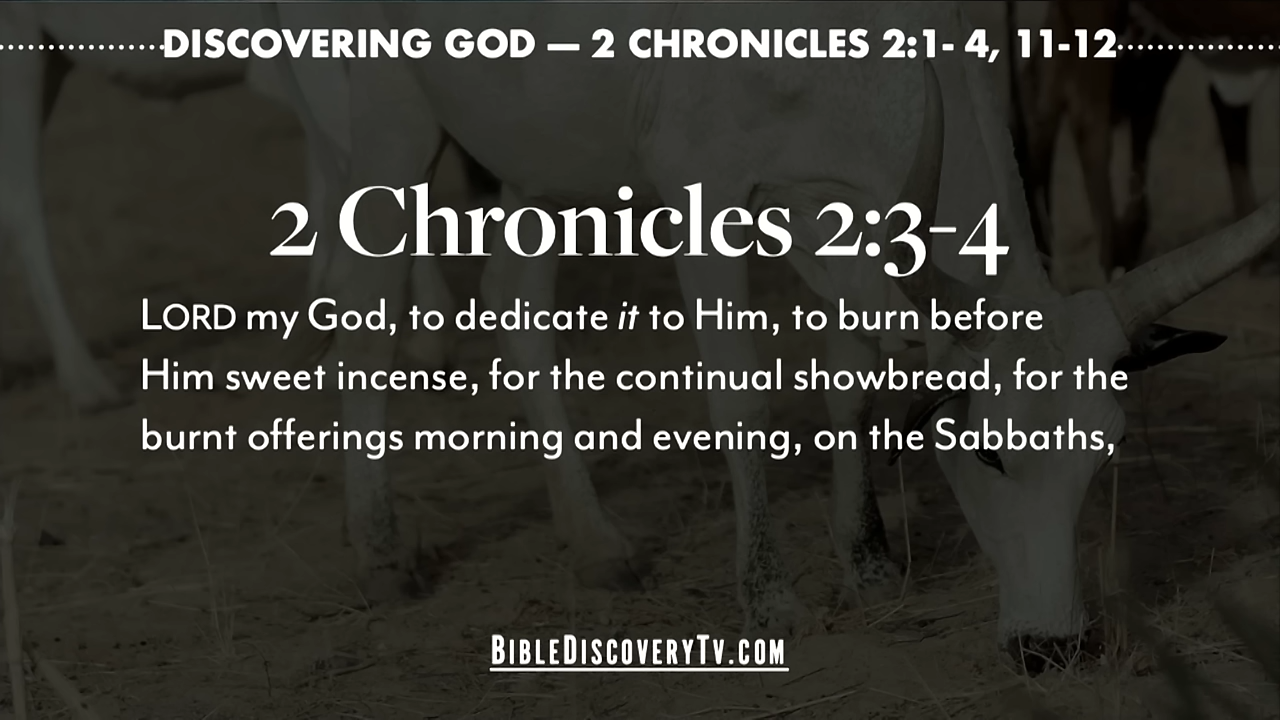 DISCOVERING GOD — 2 CHRONICLES 2:1- 4, 11-12
2 Chronicles 2:3-4
LORD my God, to dedicate it to Him, to burn before
Him sweet incense, for the continual showbread, for the
burnt offerings morning and evening, on the Sabbaths,
BIBLEDISCOVERYTV.COM